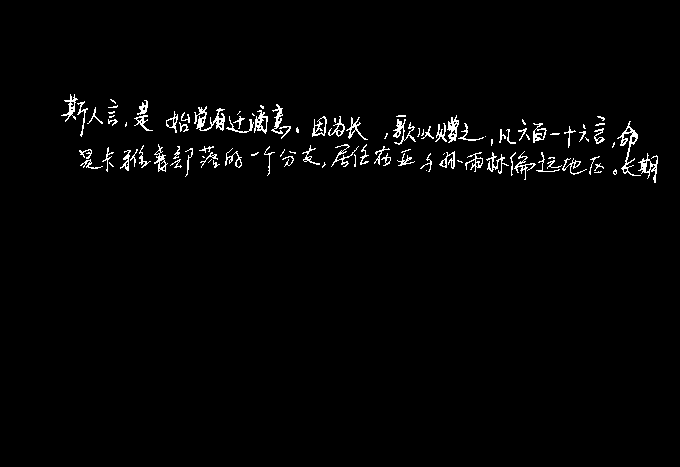 斯人言,是 始觉有迁谪意。因为长 ,歌以赠之,凡六百一十六言,命
是卡雅香部落的一个分支,居住在亚马孙雨林偏远地区。长期